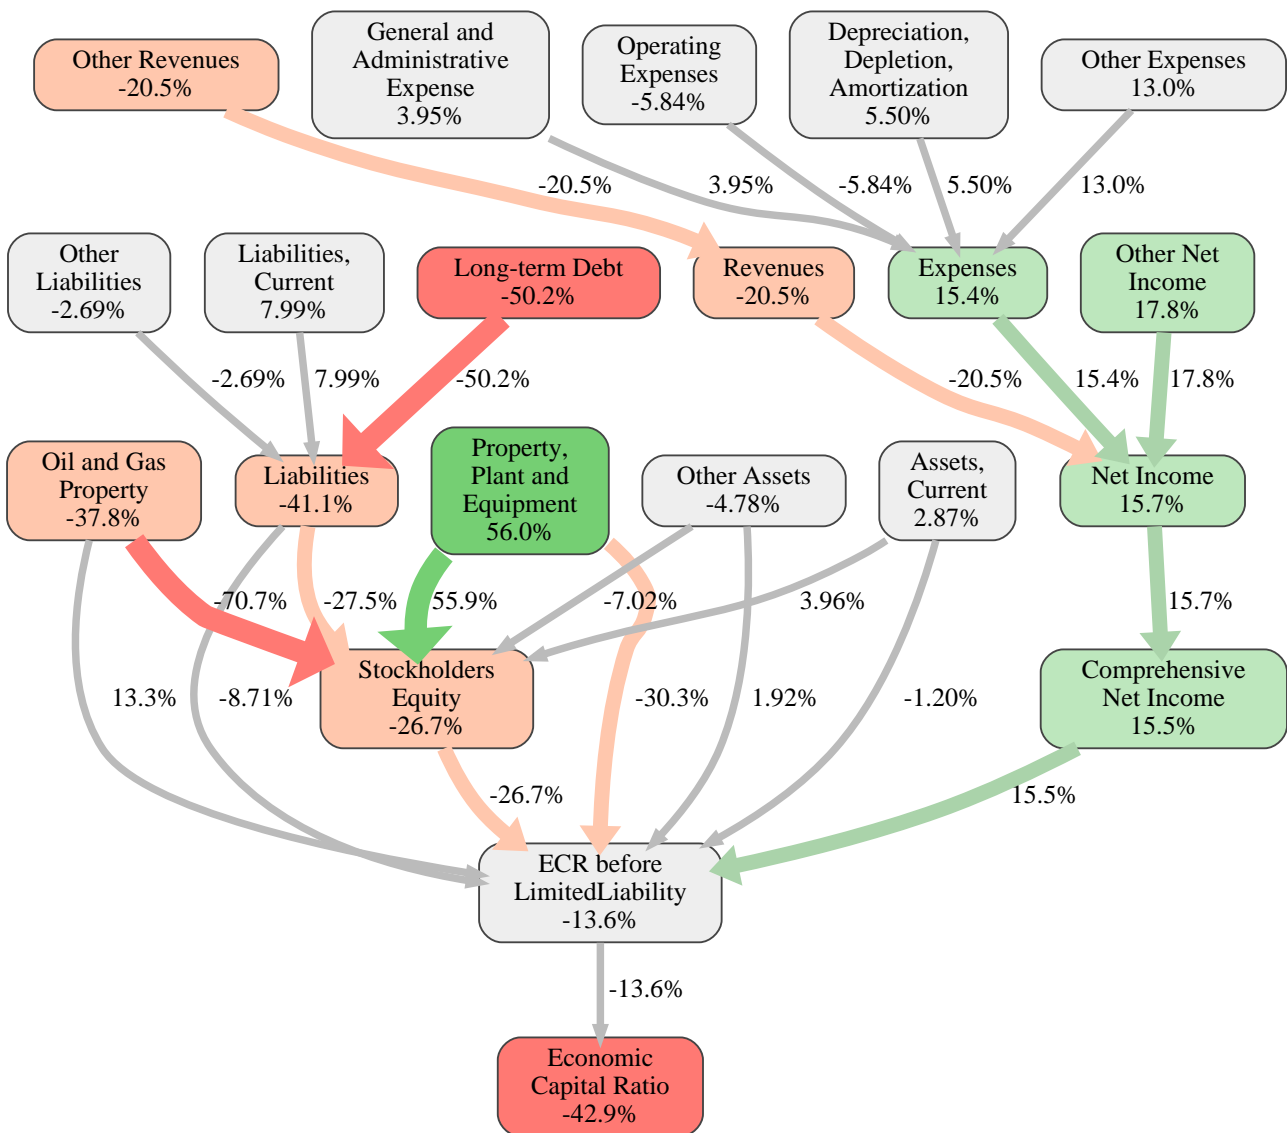 General and
Administrative
Expense
3.95%
Depreciation,
Depletion,
Amortization
5.50%
Other Revenues
-20.5%
Operating
Expenses
-5.84%
Other Expenses
13.0%
-20.5%
3.95%
-5.84%
5.50%
13.0%
Other
Liabilities
-2.69%
Liabilities,
Current
7.99%
Long-term Debt
-50.2%
Revenues
-20.5%
Expenses
15.4%
Other Net
Income
17.8%
-2.69%
7.99%
-50.2%
-20.5%
15.4%
17.8%
Oil and Gas
Property
-37.8%
Liabilities
-41.1%
Property,
Plant and
Equipment
56.0%
Other Assets
-4.78%
Assets,
Current
2.87%
Net Income
15.7%
-70.7%
-27.5%
55.9%
-7.02%
3.96%
15.7%
13.3%
-8.71%
Stockholders
Equity
-26.7%
-30.3%
1.92%
-1.20%
Comprehensive
Net Income
15.5%
-26.7%
15.5%
ECR before
LimitedLiability
-13.6%
-13.6%
Economic
Capital Ratio
-42.9%